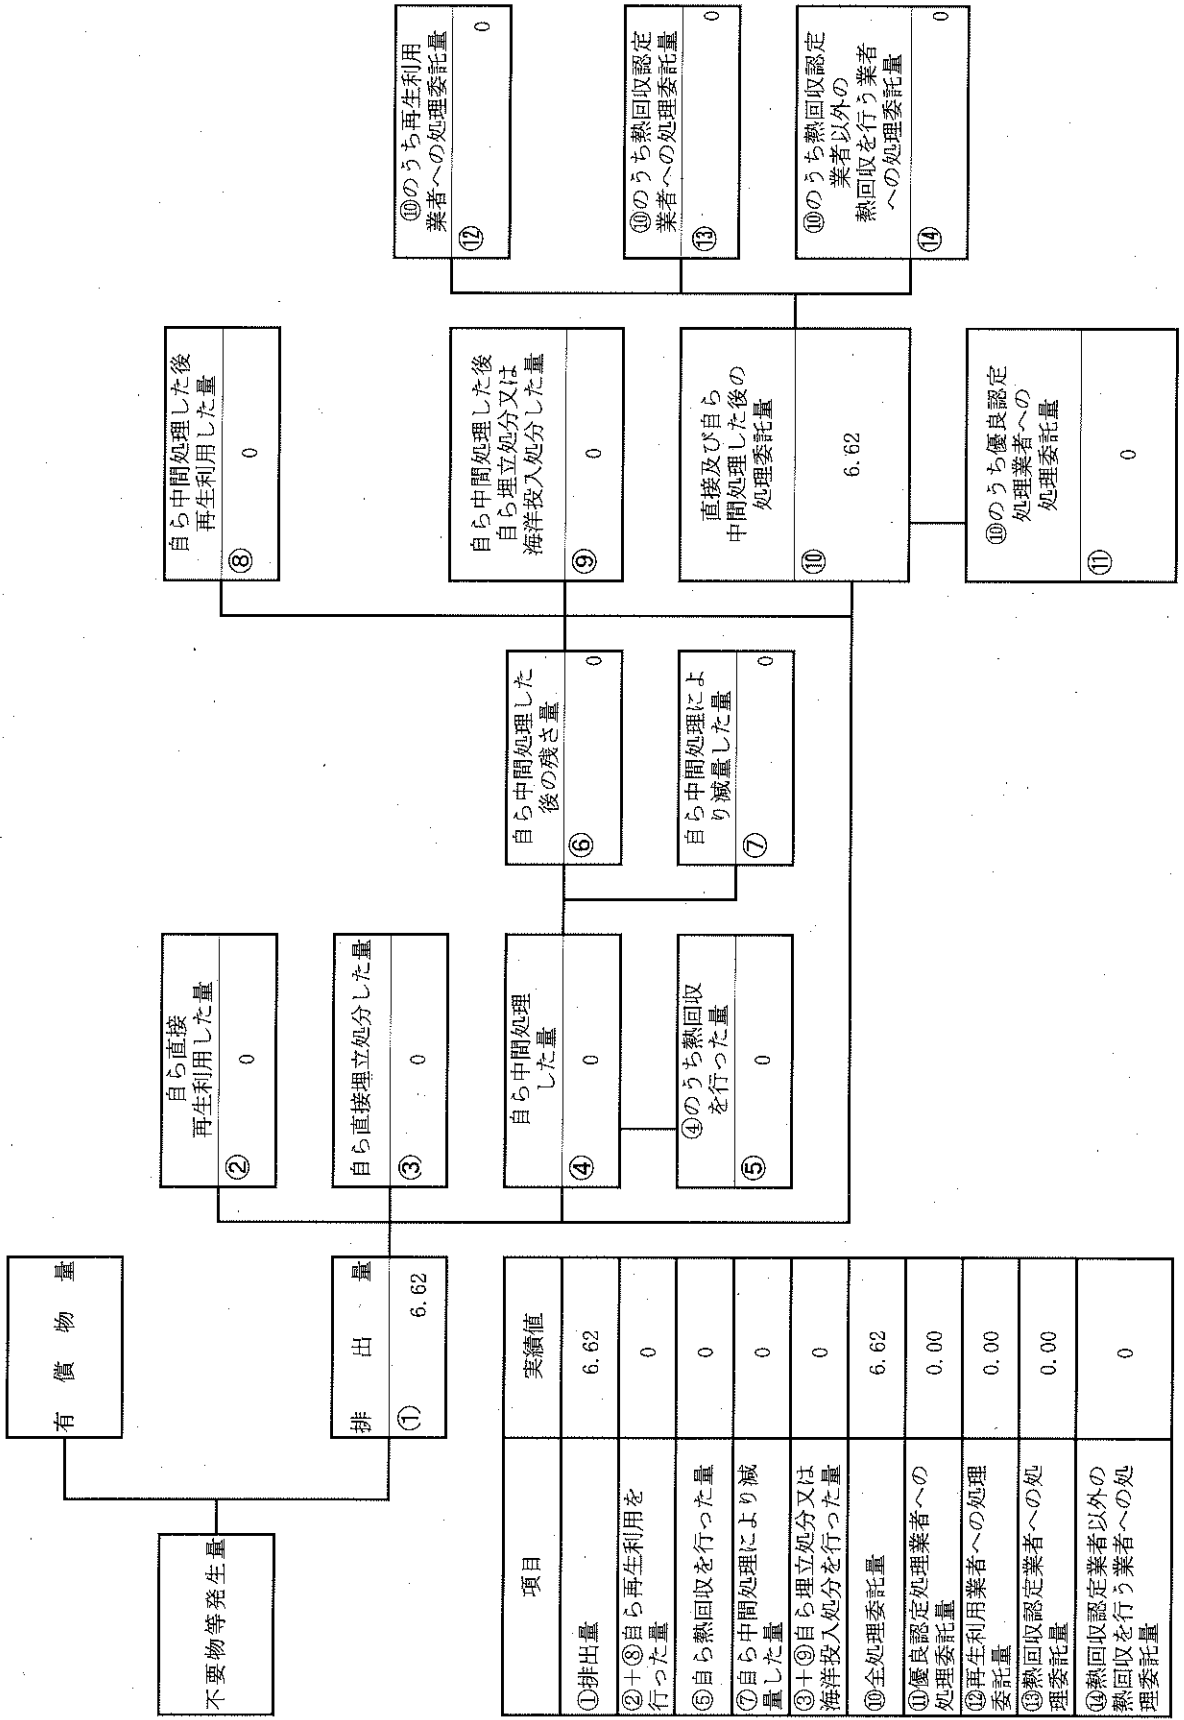 不要物等発生量
有償物量
排出量
① 6.62
自ら直接
再生利用した量
② 0
自ら直接埋立処分した量
③ 0
自ら中間処理
した量
④ 0
④のうち熱回収
を行った量
⑤ 0
自ら中間処理した
後の残さ量
⑥ 0
自ら中間処理によ
り減量した量
⑦ 0
自ら中間処理した後
再生利用した量
⑧ 0
自ら中間処理した後
自ら埋立処分又は
海洋投入処分した量
⑨ 0
直接及び自ら
中間処理した後の
処理委託量
⑩ 6.62
⑩のうち優良認定
処理業者への
処理委託量
⑪ 0
⑩のうち再生利用
業者への処理委託量
⑫ 0
⑩のうち熱回収認定
業者への処理委託量
⑬ 0
⑩のうち熱回収認定
業者以外の
熱回収を行う業者
への処理委託量
⑭ 0
項目 実績値
①排出量 6.62
②+⑧自ら再生利用を
行った量 0
⑤自ら熱回収を行った量 0
⑦自ら中間処理により減
量した量 0
③+⑨自ら埋立処分又は
海洋投入処分を行った量 0
⑩全処理委託量 6.62
⑪優良認定処理業者への
処理委託量 0.00
⑫再生利用業者への処理
委託量 0.00
⑬熱回収認定業者への処
理委託量 0.00
⑭熱回収認定業者以外の
熱回収を行う業者への処
理委託量 0